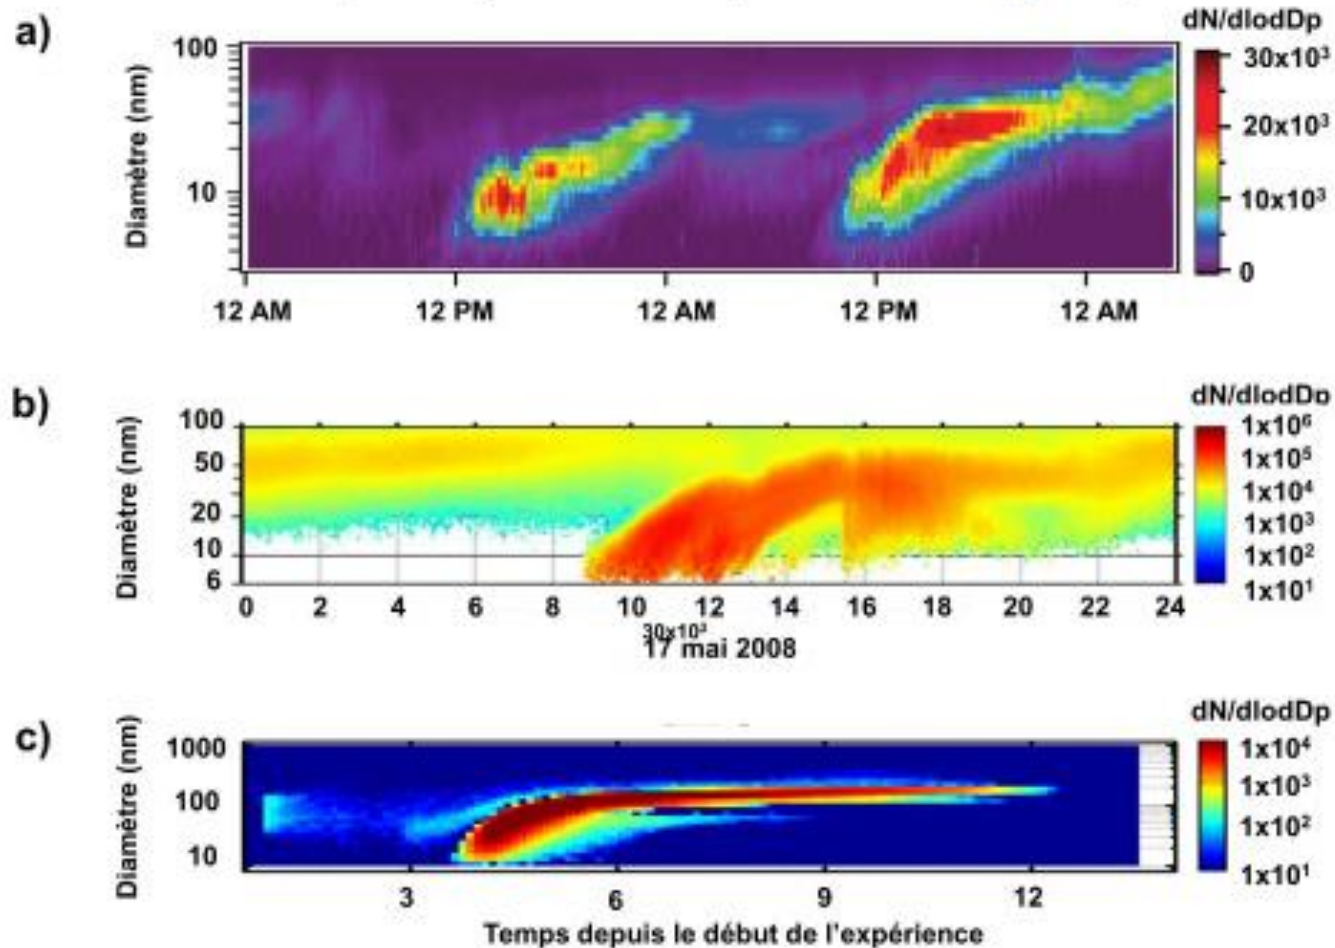 a)
dN/dlodDp
Diamètre (nm)
100
10
30x10³
20x10³
10x10³
0
12 AM 12 PM 12 AM 12 PM 12 AM
b)
dN/dlodDp
Diamètre (nm)
100
50
20
10
6
1x10⁶
1x10⁵
1x10⁴
1x10³
1x10²
1x10¹
0 2 4 6 8 10 12 14 16 18 20 22 24
30x10³
17 mai 2008
c)
dN/dlodDp
Diamètre (nm)
1000
100
10
1x10⁴
1x10³
1x10²
1x10¹
3 6 9 12
Temps depuis le début de l'expérience